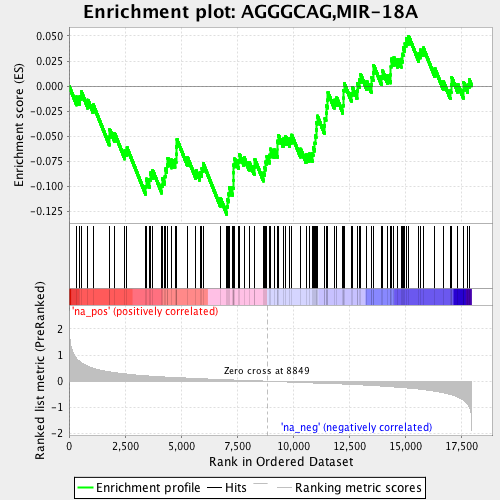 Enrichment plot: AGGGCAG,MIR-18A
Enrichment score (ES)
0.050
0.025
0.000
-0.025
-0.050
-0.075
-0.100
-0.125
'na_pos' (positively correlated)
Ranked list metric (PreRanked)
2
1
0
-1
-2
Zero cross at 8849
'na_neg' (negatively correlated)
0
2,500
5,000
7,500
10,000
12,500
15,000
17,500
Rank in Ordered Dataset
Enrichment profile
Hits
Ranking metric scores